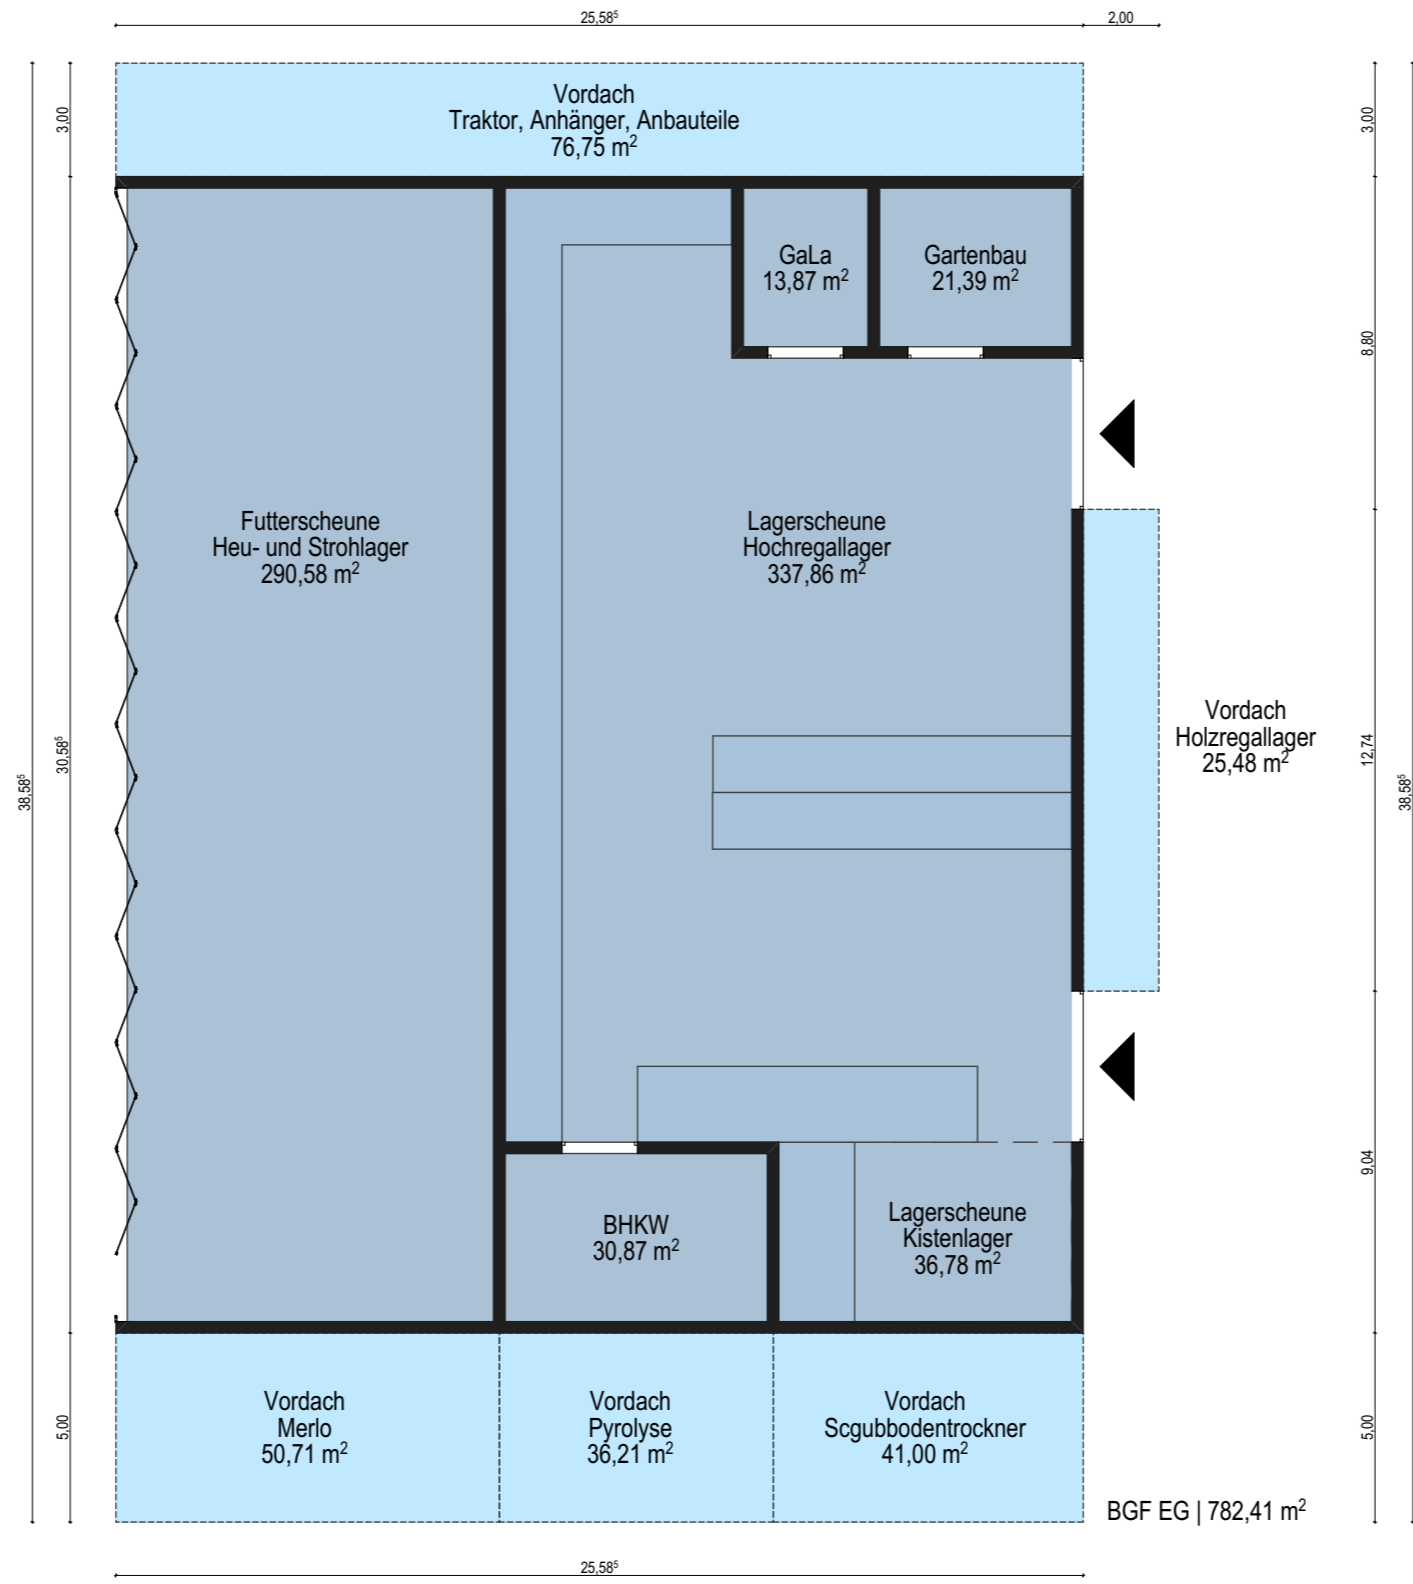 25,58⁵
2,00
3,00
3,00
Vordach
Traktor, Anhänger, Anbauteile
76,75 m²
GaLa
13,87 m²
Gartenbau
21,39 m²
8,80
Futterscheune
Heu- und Strohlager
290,58 m²
Lagerscheune
Hochregallager
337,86 m²
38,58⁵
30,58⁵
Vordach
Holzregallager
25,48 m²
12,74
38,58⁵
BHKW
30,87 m²
Lagerscheune
Kistenlager
36,78 m²
9,04
5,00
Vordach
Merlo
50,71 m²
Vordach
Pyrolyse
36,21 m²
Vordach
Scgubbodentrockner
41,00 m²
5,00
BGF EG | 782,41 m²
25,58⁵